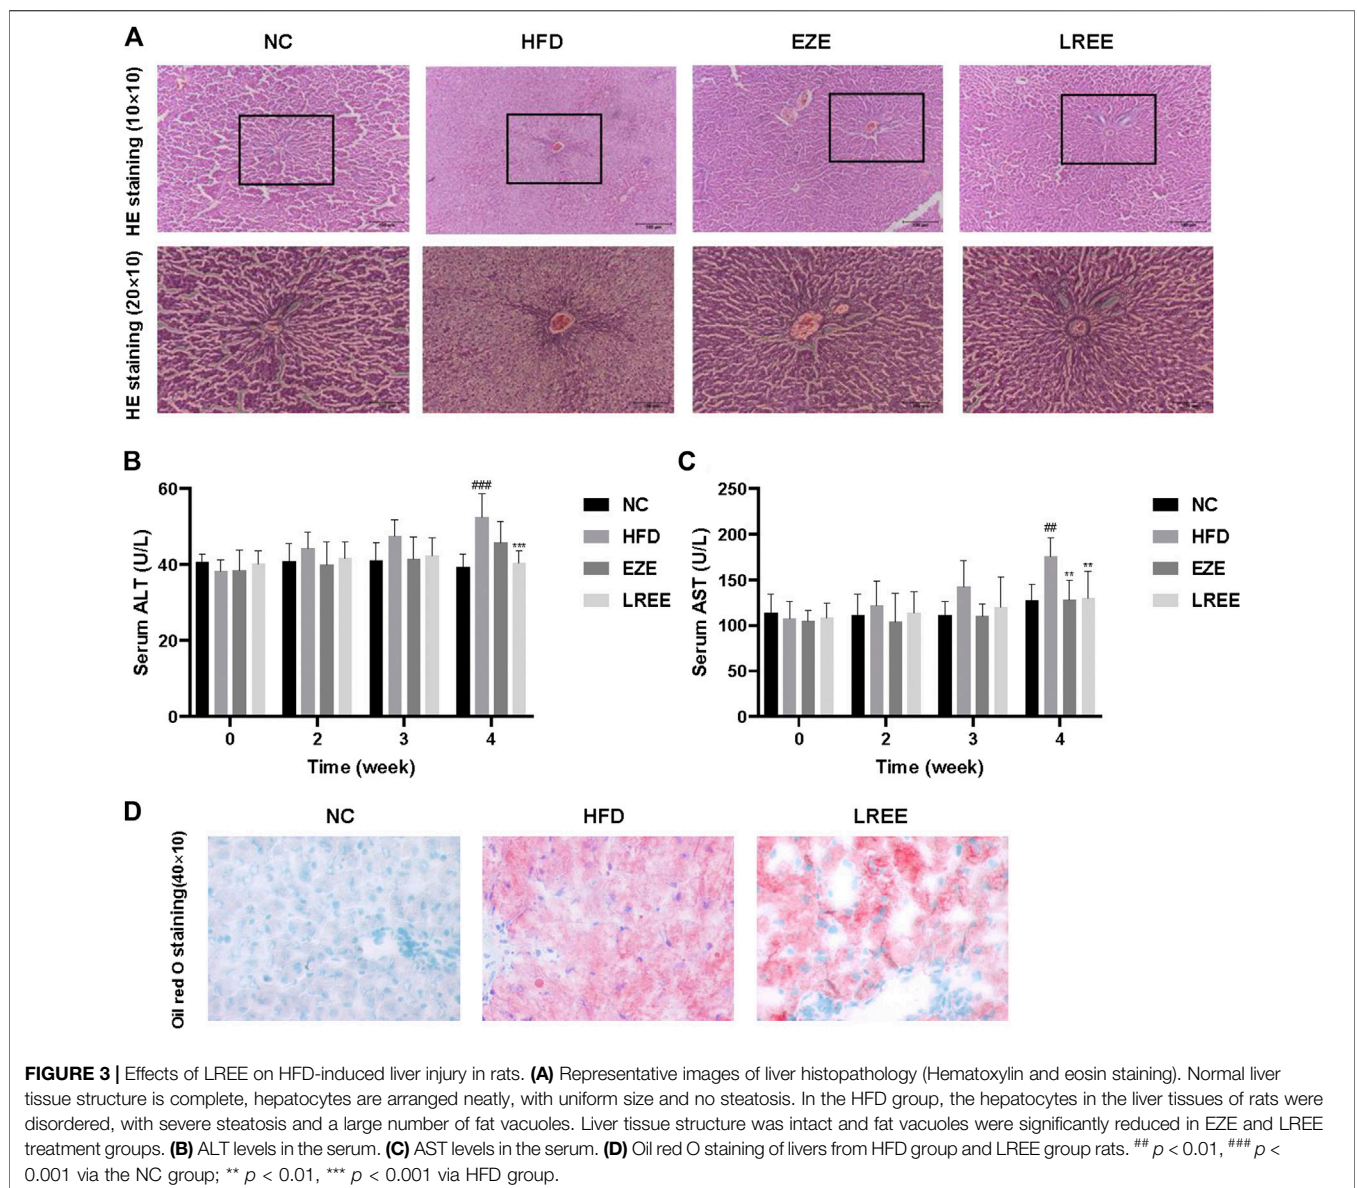 A
NC HFD EZE LREE
HE staining (10×10)
HE staining (20×10)
B
Serum ALT (U/L)
60
40
20
0
###
***
0 2 3 4
Time (week)
NC
HFD
EZE
LREE
C
Serum AST (U/L)
250
200
150
100
50
0
##
** **
0 2 3 4
Time (week)
NC
HFD
EZE
LREE
D
NC HFD LREE
Oil red O staining(40×10)
FIGURE 3 | Effects of LREE on HFD-induced liver injury in rats. (A) Representative images of liver histopathology (Hematoxylin and eosin staining). Normal liver
tissue structure is complete, hepatocytes are arranged neatly, with uniform size and no steatosis. In the HFD group, the hepatocytes in the liver tissues of rats were
disordered, with severe steatosis and a large number of fat vacuoles. Liver tissue structure was intact and fat vacuoles were significantly reduced in EZE and LREE
treatment groups. (B) ALT levels in the serum. (C) AST levels in the serum. (D) Oil red O staining of livers from HFD group and LREE group rats. ## p < 0.01, ### p <
0.001 via the NC group; ** p < 0.01, *** p < 0.001 via HFD group.